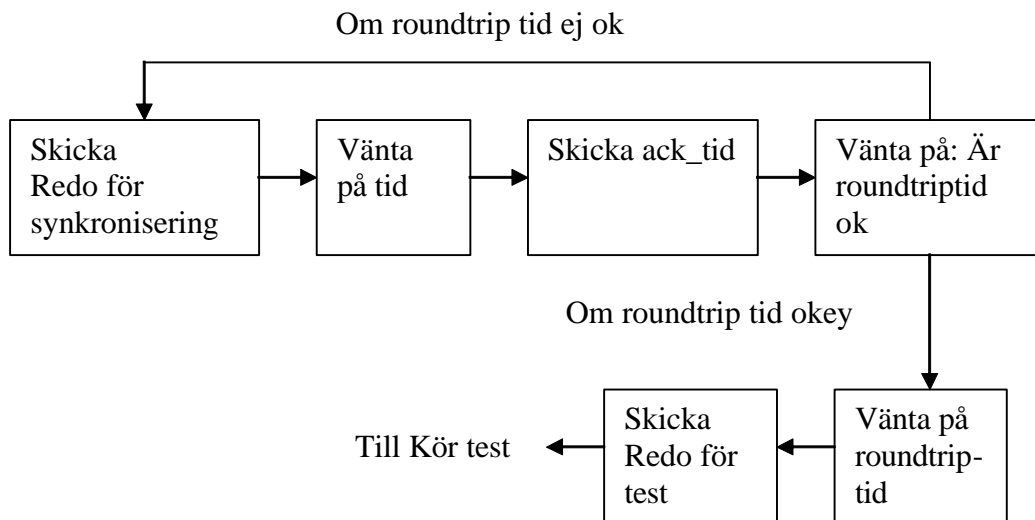 Om roundtrip tid ej ok
Skicka
Redo för
synkronisering
Vänta
på tid
Skicka ack_tid
Vänta på: Är
roundtriptid
ok
Om roundtrip tid okey
Till Kör test
Skicka
Redo för
test
Vänta på
roundtrip-
tid